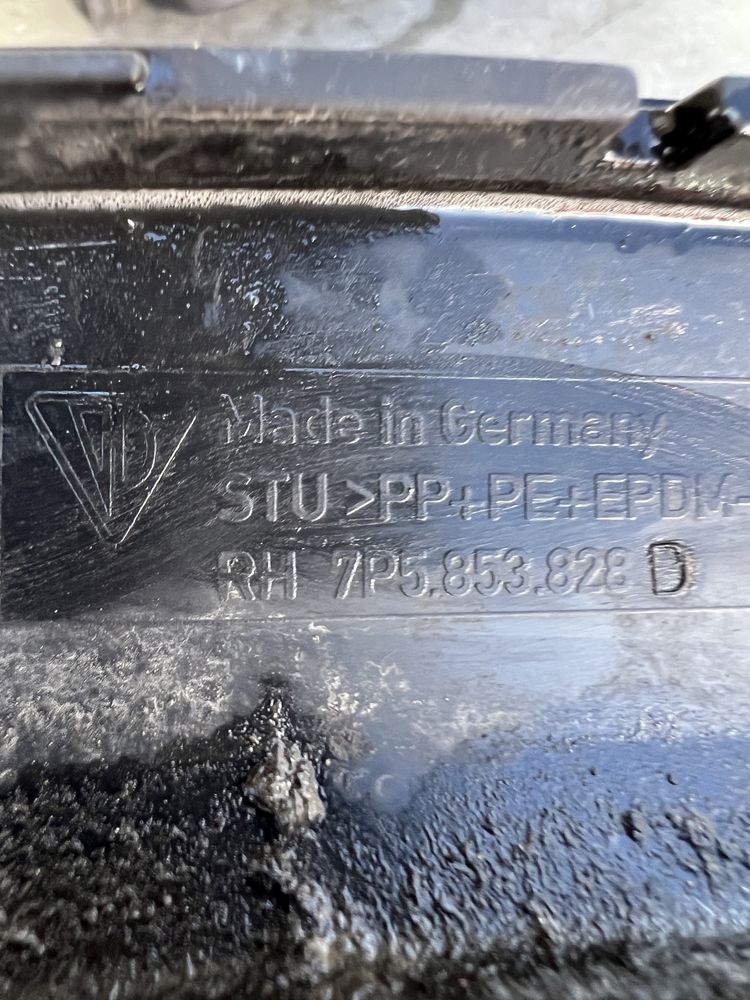 Made in Germany
STU >PP+PE+EPDM-
RH 7P5.853.828 D